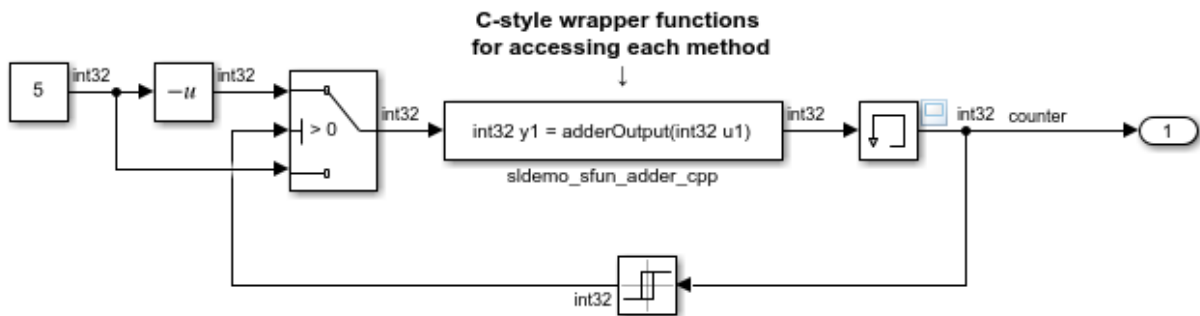 C-style wrapper functions
for accessing each method
↓
5
int32
−u
int32
> 0
int32
int32 y1 = adderOutput(int32 u1)
int32
int32 counter
1
sldemo_sfun_adder_cpp
int32